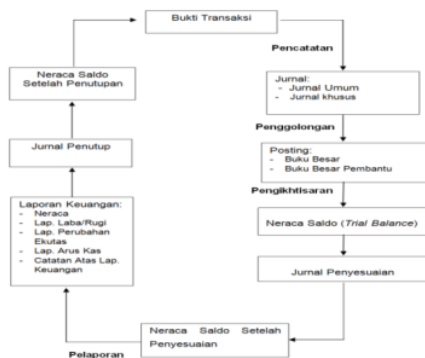 Bukti Transaksi
Pencatatan
Jurnal:
- Jurnal Umum
- Jurnal khusus
Penggolongan
Posting:
- Buku Besar
- Buku Besar Pembantu
Pengikhtisaran
Neraca Saldo (Trial Balance)
Jurnal Penyesuaian
Neraca Saldo Setelah
Penyesuaian
Pelaporan
Laporan Keuangan:
- Neraca
- Lap. Laba/Rugi
- Lap. Perubahan
Ekutas
- Lap. Arus Kas
- Catatan Atas Lap.
Keuangan
Jurnal Penutup
Neraca Saldo
Setelah Penutupan